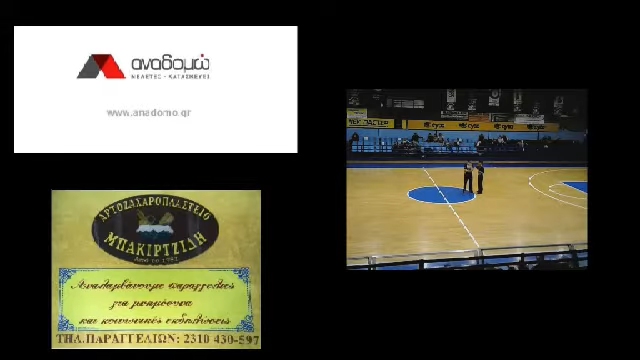 αναδομώ
ΜΕΛΕΤΕΣ - ΚΑΤΑΣΚΕΥΕΣ
www.anadomo.gr
ΑΡΤΟΖΑΧΑΡΟΠΛΑΣΤΕΙΟ
ΜΠΑΚΙΡΤΖΙΔΗ
Αναλαμβάνουμε παραγγελίες
για μνημόσυνα
και κοινωνικές εκδηλώσεις
ΤΗΛ.ΠΑΡΑΓΓΕΛΙΩΝ: 2310 430-597